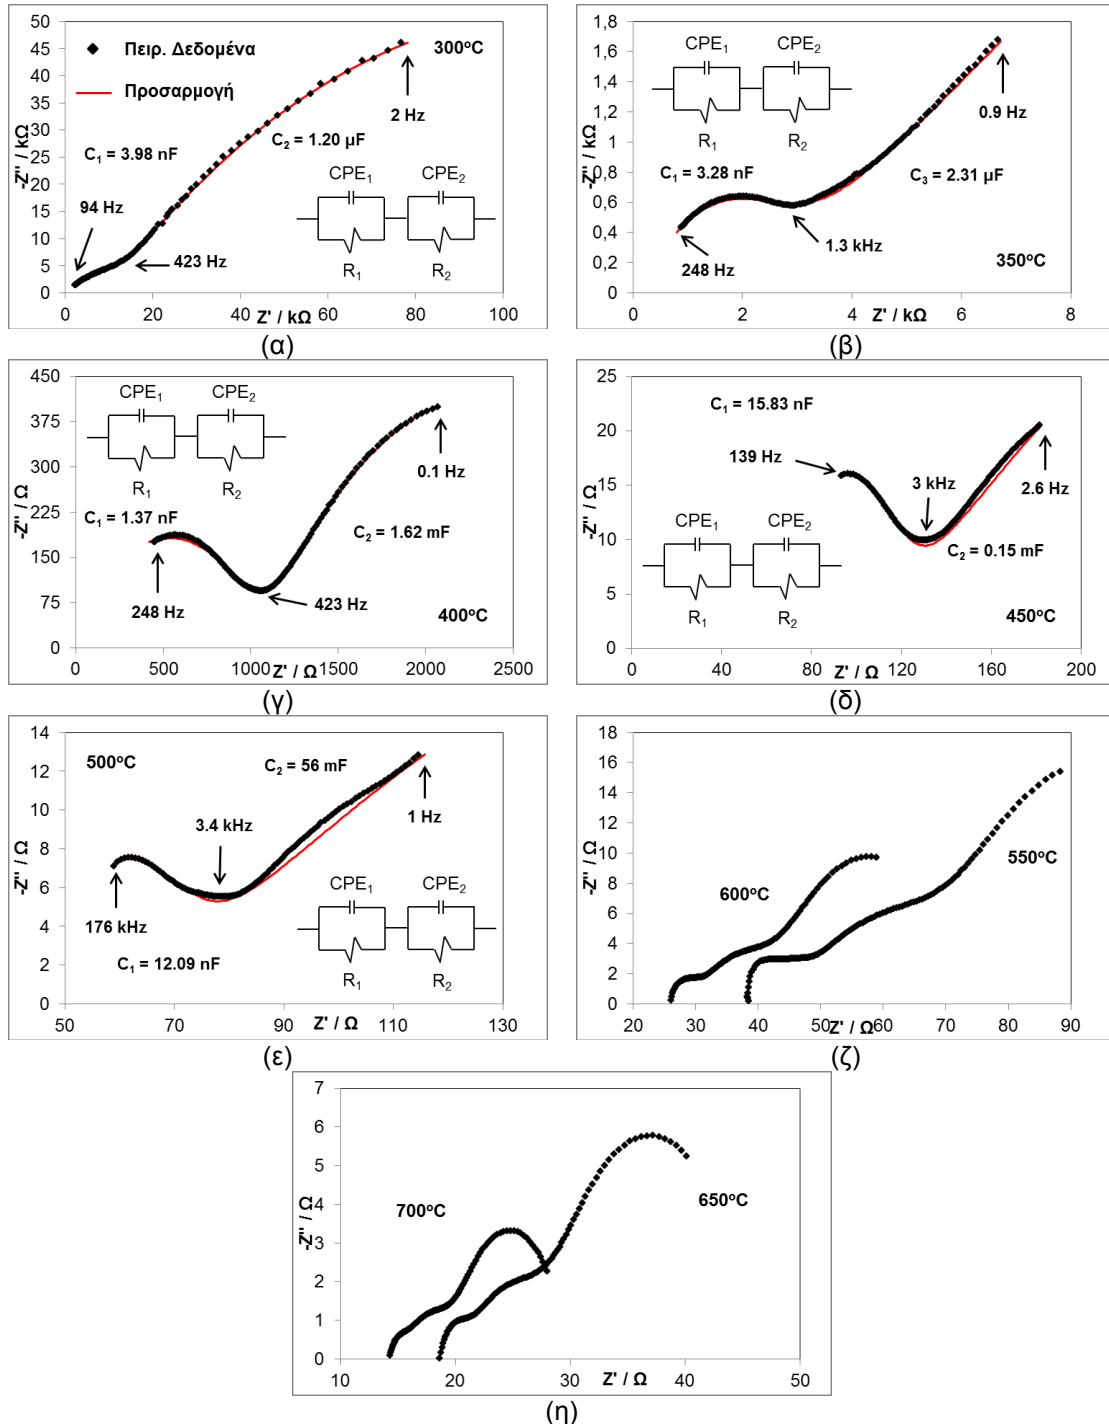 50
45
40
35
30
25
20
15
10
5
0
-Z'' / kΩ
Πειρ. Δεδομένα
Προσαρμογή
300°C
2 Hz
C₁ = 3.98 nF
C₂ = 1.20 µF
94 Hz
423 Hz
CPE₁ CPE₂
R₁ R₂
0 20 40 60 80 100
Z' / kΩ
(α)
1,8
1,6
1,4
1,2
1
0,8
0,6
0,4
0,2
0
-Z'' / kΩ
CPE₁ CPE₂
R₁ R₂
0.9 Hz
C₁ = 3.28 nF
C₃ = 2.31 µF
1.3 kHz
248 Hz
350°C
0 2 4 6 8
Z' / kΩ
(β)
450
375
300
225
150
75
0
-Z'' / Ω
CPE₁ CPE₂
R₁ R₂
0.1 Hz
C₁ = 1.37 nF
C₂ = 1.62 mF
248 Hz
423 Hz
400°C
0 500 1000 1500 2000 2500
Z' / Ω
(γ)
25
20
15
10
5
0
-Z'' / Ω
C₁ = 15.83 nF
139 Hz
3 kHz
2.6 Hz
CPE₁ CPE₂
R₁ R₂
C₂ = 0.15 mF
450°C
0 40 80 120 160 200
Z' / Ω
(δ)
14
12
10
8
6
4
2
0
-Z'' / Ω
500°C
C₂ = 56 mF
3.4 kHz
1 Hz
176 kHz
C₁ = 12.09 nF
CPE₁ CPE₂
R₁ R₂
50 70 90 110 130
Z' / Ω
(ε)
18
16
14
12
10
8
6
4
2
0
-Z'' / Ω
600°C
550°C
20 30 40 50 60 70 80 90
Z' / Ω
(ζ)
7
6
5
4
3
2
1
0
-Z'' / Ω
700°C
650°C
10 20 30 40 50
Z' / Ω
(η)